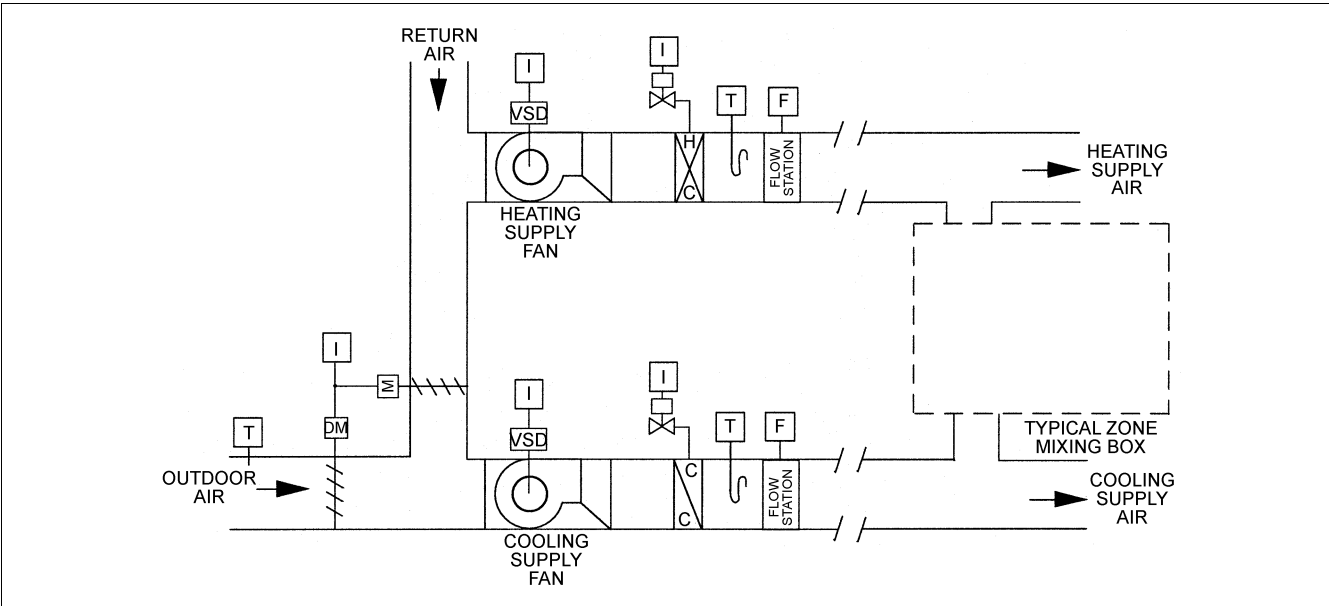 RETURN
AIR
I
VSD
I
T
F
H
C
FLOW
STATION
HEATING
SUPPLY
AIR
HEATING
SUPPLY
FAN
I
M
DM
T
OUTDOOR
AIR
I
VSD
I
T
F
C
C
FLOW
STATION
TYPICAL ZONE
MIXING BOX
COOLING
SUPPLY
AIR
COOLING
SUPPLY
FAN